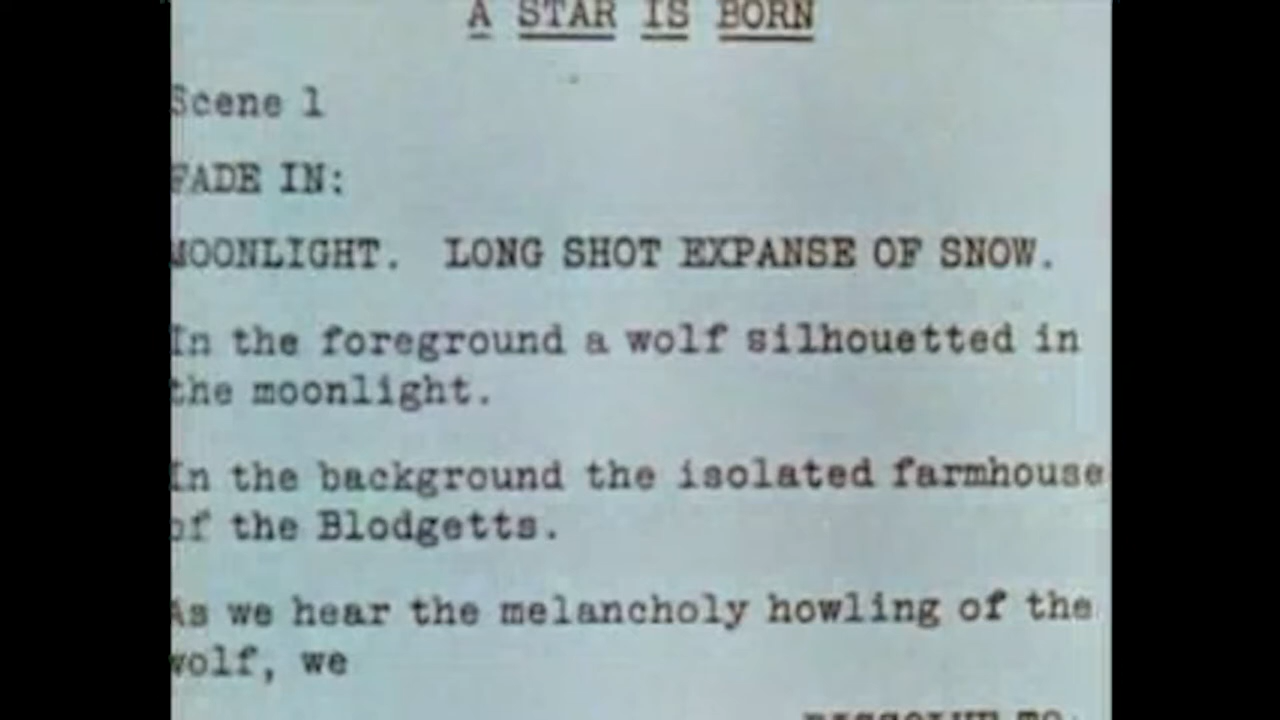 A STAR IS BORN
Scene 1
FADE IN:
MOONLIGHT. LONG SHOT EXPANSE OF SNOW.
In the foreground a wolf silhouetted in
the moonlight.
In the background the isolated farmhouse
of the Blodgetts.
As we hear the melancholy howling of the
wolf, we
DISSOLVE TO: